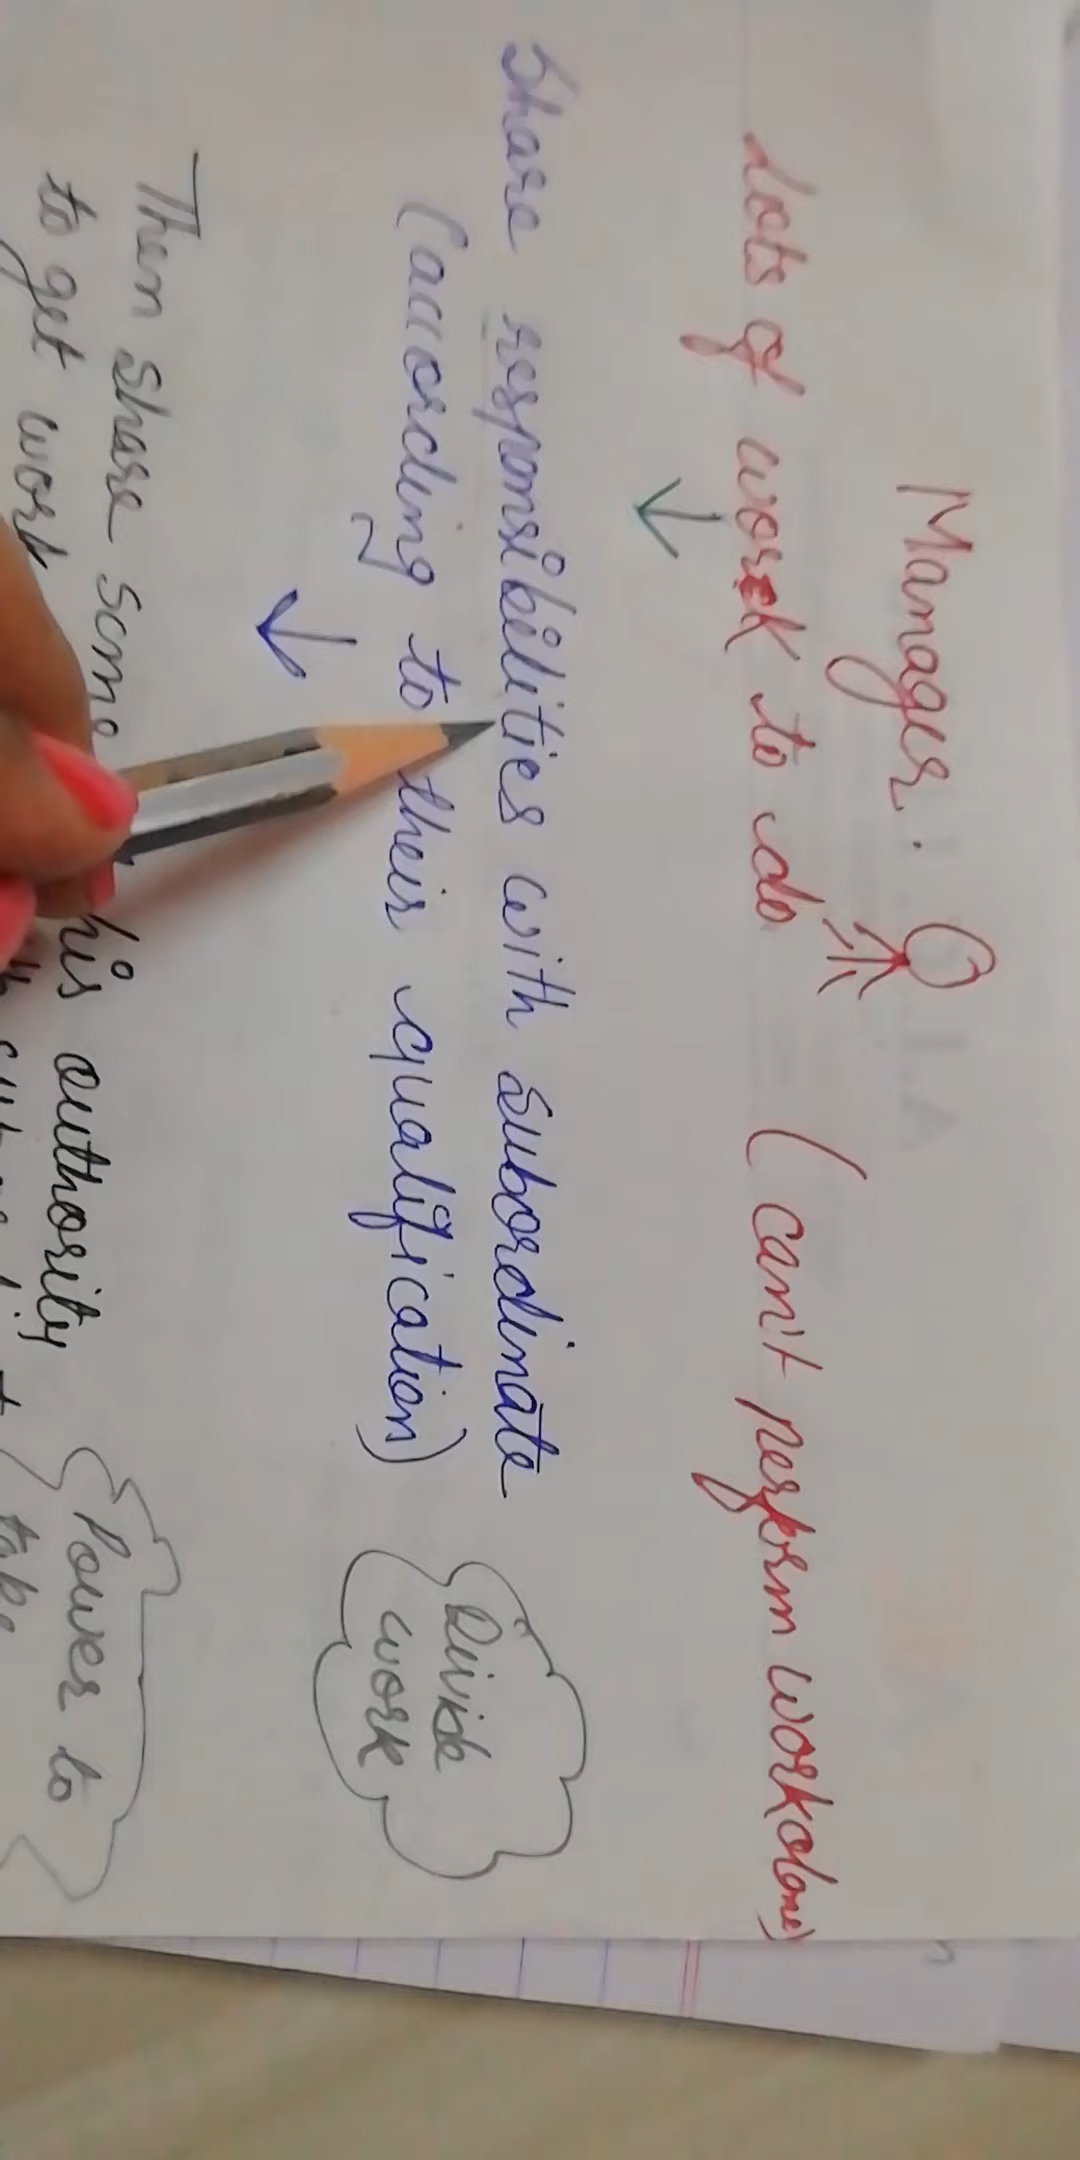 Manager:
Lots of work to do (can't perform work alone)
↓
Share responsibilities with subordinate
(according to their qualification)
Divide
work
↓
Then share some his authority
Power to
to get work
take